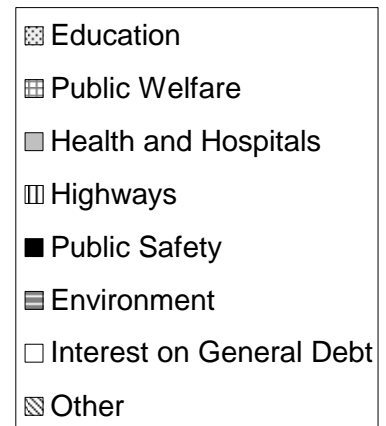 Education
Public Welfare
Health and Hospitals
Highways
Public Safety
Environment
Interest on General Debt
Other